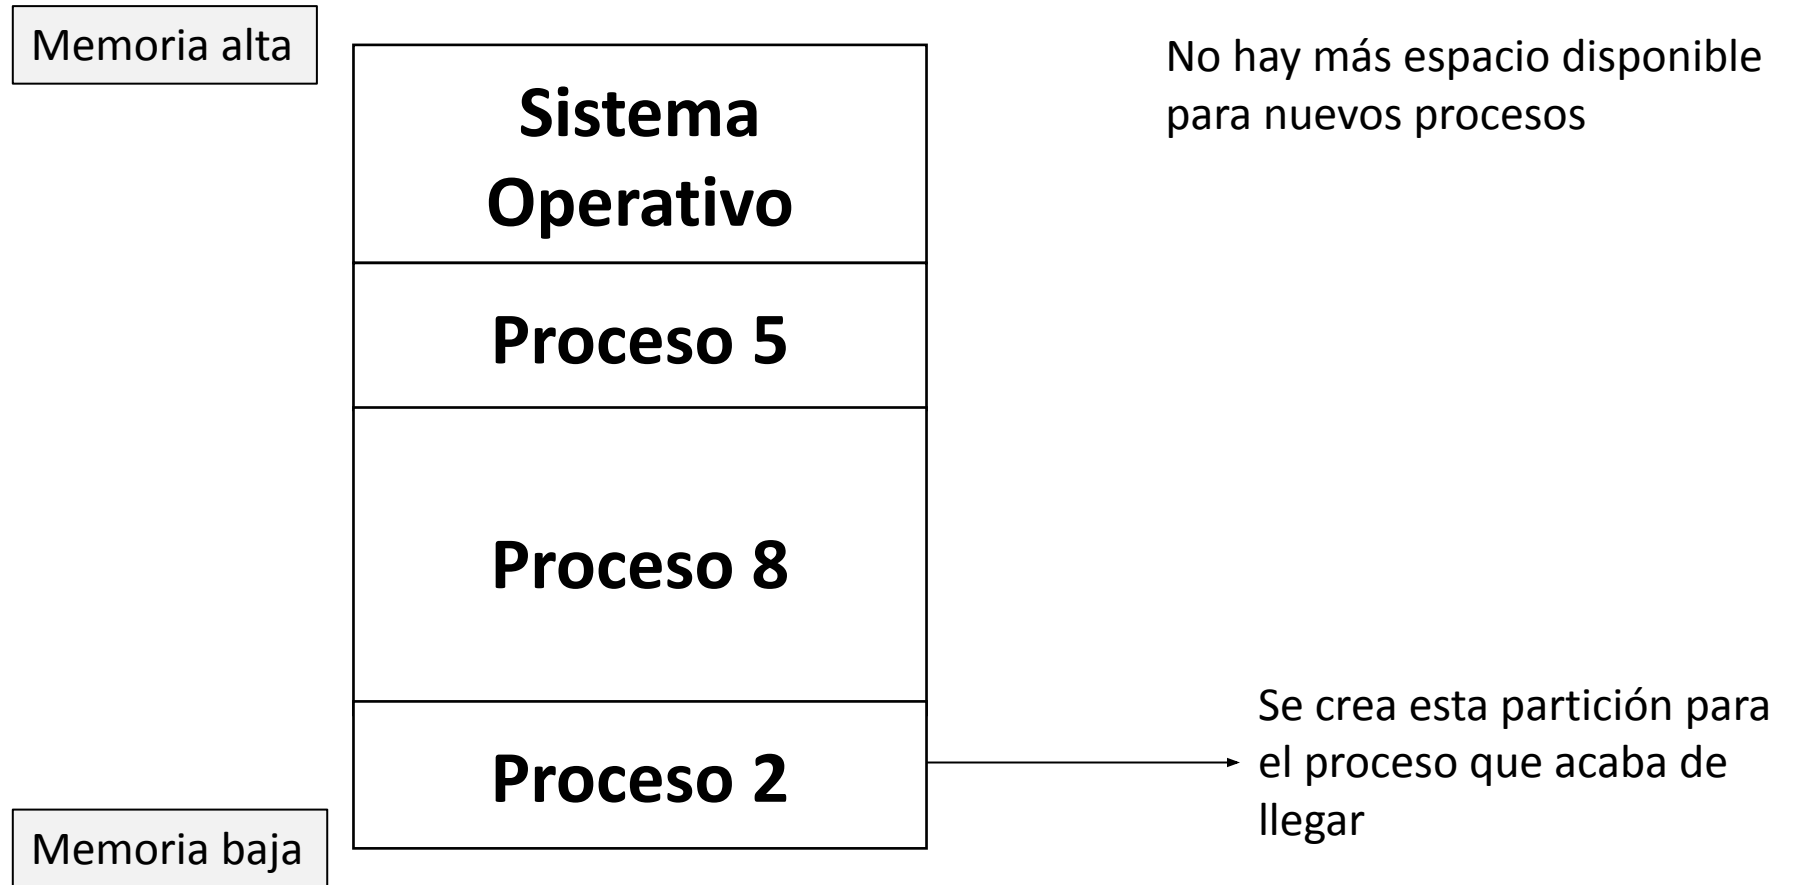 Memoria alta
No hay más espacio disponible
para nuevos procesos
Sistema
Operativo
Proceso 5
Proceso 8
Se crea esta partición para
el proceso que acaba de
llegar
Proceso 2
Memoria baja